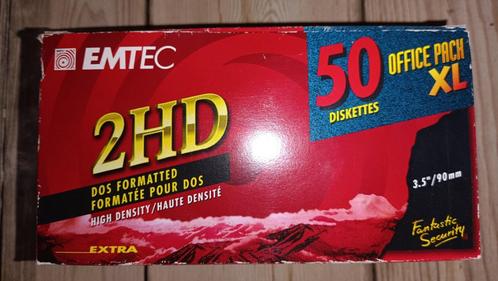 EMTEC
50
DISKETTES
OFFICE PACK
XL
2HD
DOS FORMATTED
FORMATÉE POUR DOS
HIGH DENSITY/HAUTE DENSITÉ
EXTRA
3.5"/90mm
Fantastic
Security